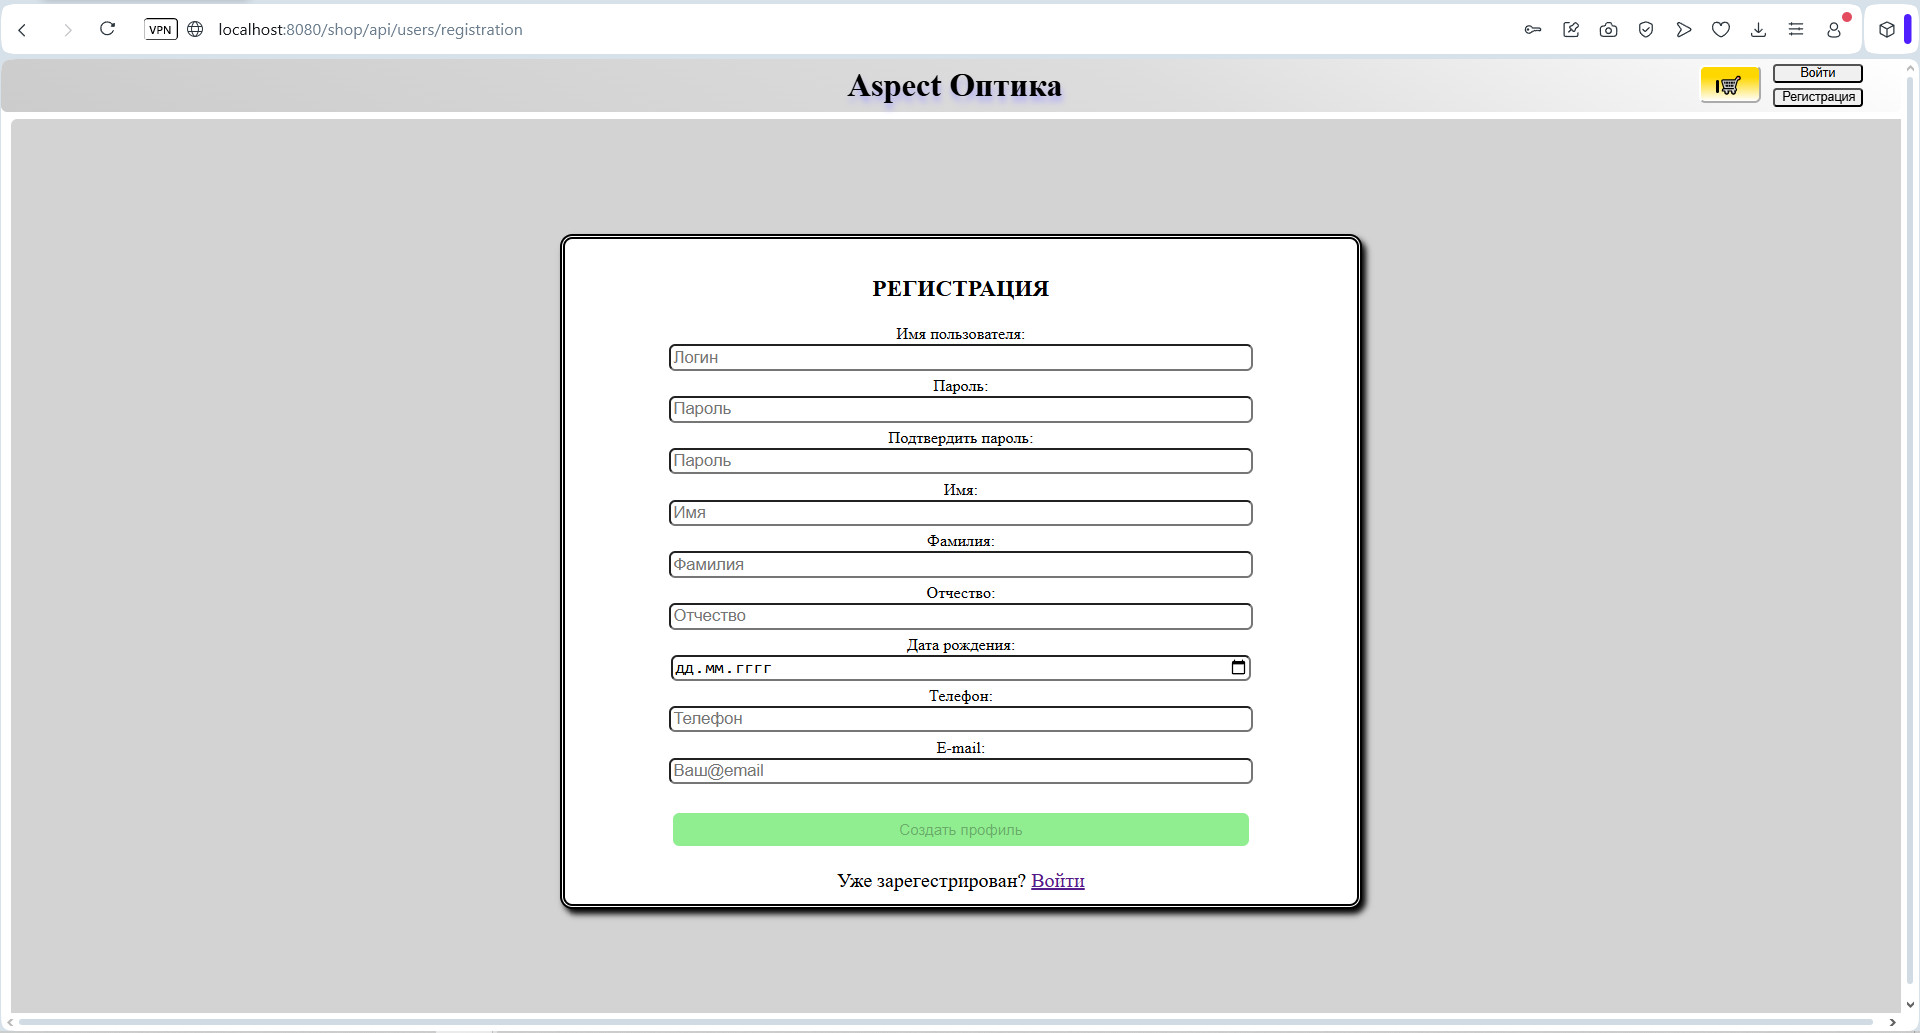 VPN
localhost:8080/shop/api/users/registration
Aspect Оптика
Войти
Регистрация
РЕГИСТРАЦИЯ
Имя пользователя:
Логин
Пароль:
Пароль
Подтвердить пароль:
Пароль
Имя:
Имя
Фамилия:
Фамилия
Отчество:
Отчество
Дата рождения:
дд.мм.гггг
Телефон:
Телефон
E-mail:
Ваш@email
Создать профиль
Уже зарегестрирован? Войти